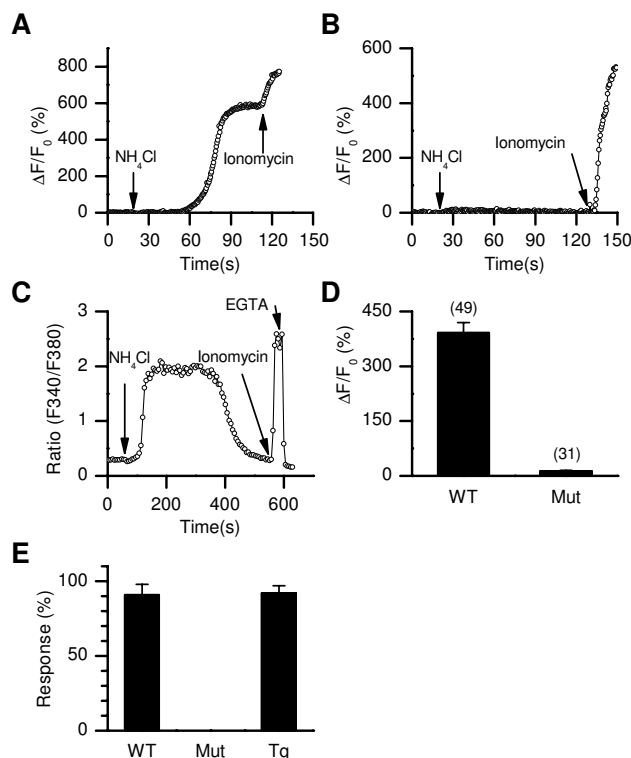 A
ΔF/F0 (%)
800
600
400
200
0
NH4Cl
Ionomycin
0 30 60 90 120 150
Time(s)
B
ΔF/F0 (%)
600
400
200
0
NH4Cl
Ionomycin
0 30 60 90 120 150
Time(s)
C
Ratio (F340/F380)
3
2
1
0
NH4Cl
Ionomycin
EGTA
0 200 400 600
Time(s)
D
ΔF/F0 (%)
450
300
150
0
(49)
(31)
WT Mut
E
Response (%)
100
50
0
WT Mut Tg